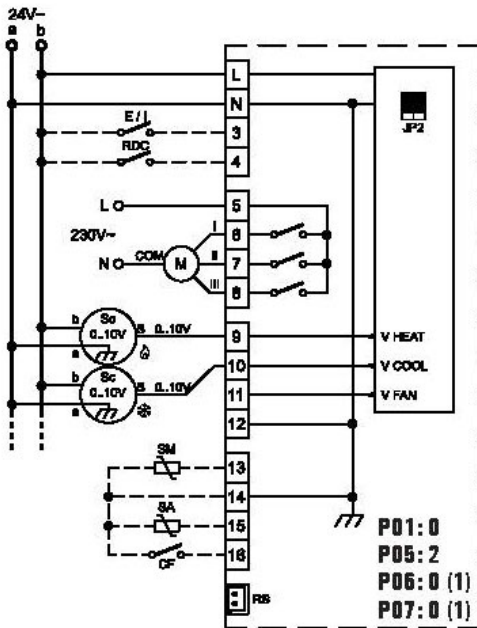 24V~
a b
L
N
JP2
E / I
3
RDC
4
L 5
I 6
230V~
N COM M II 7
III 8
b So
0..10V
a
s 0..10V 9 V HEAT
10 V COOL
b Sc
0..10V
a
s 0..10V 11 V FAN
12
SM 13
14
SA 15
CF 16
RS
P01: 0
P05: 2
P06: 0 (1)
P07: 0 (1)